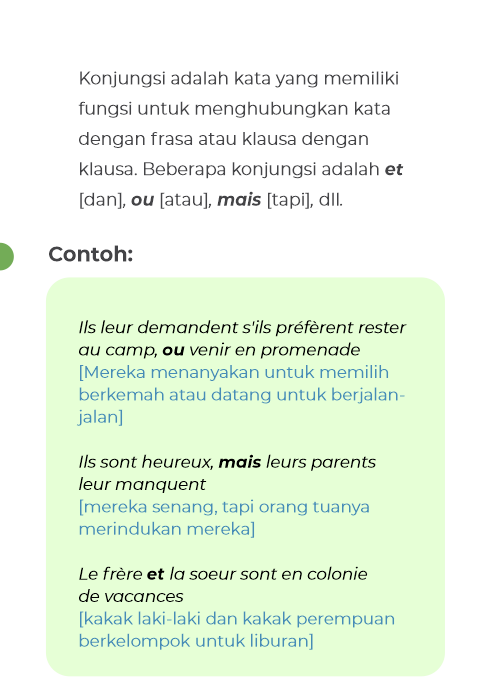 Konjungsi adalah kata yang memiliki
fungsi untuk menghubungkan kata
dengan frasa atau klausa dengan
klausa. Beberapa konjungsi adalah et
[dan], ou [atau], mais [tapi], dll.
Contoh:
Ils leur demandent s'ils préfèrent rester
au camp, ou venir en promenade
[Mereka menanyakan untuk memilih
berkemah atau datang untuk berjalan-
jalan]
Ils sont heureux, mais leurs parents
leur manquent
[mereka senang, tapi orang tuanya
merindukan mereka]
Le frère et la soeur sont en colonie
de vacances
[kakak laki-laki dan kakak perempuan
berkelompok untuk liburan]